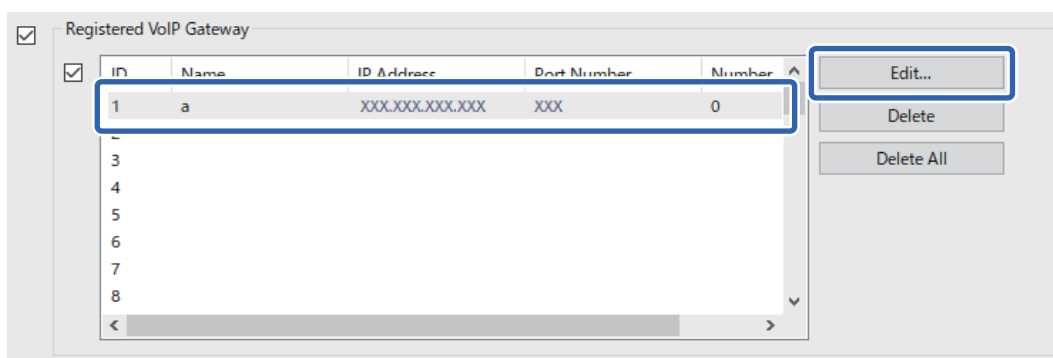 Registered VoIP Gateway
ID Name IP Address Port Number Number
Edit...
1 a XXX.XXX.XXX.XXX XXX 0
Delete
2
3
Delete All
4
5
6
7
8